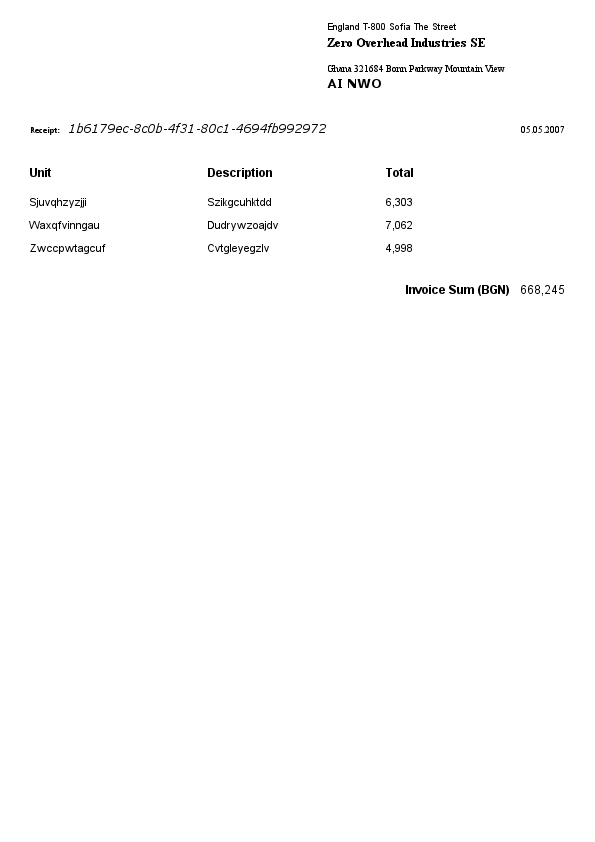 England T-800 Sofia The Street
Zero Overhead Industries SE
Ghana 321684 Bonn Parkway Mountain View
AI NWO
Receipt: 1b6179ec-8c0b-4f31-80c1-4694fb992972 05.05.2007
Unit Description Total
Sjuvqhzyzjji Szikgcuhktdd 6,303
Waxqfvinngau Dudrywzoajdv 7,062
Zwccpwtagcuf Cvtgleyegzlv 4,998
Invoice Sum (BGN) 668,245